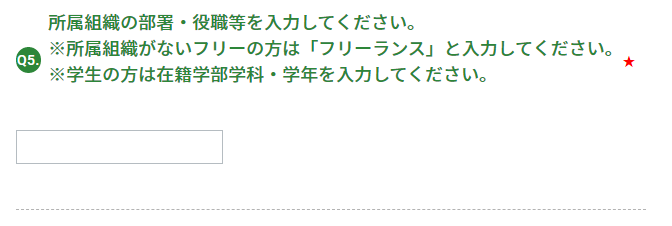 所属組織の部署・役職等を入力してください。
Q5. ※所属組織がないフリーの方は「フリーランス」と入力してください。★
※学生の方は在籍学部学科・学年を入力してください。